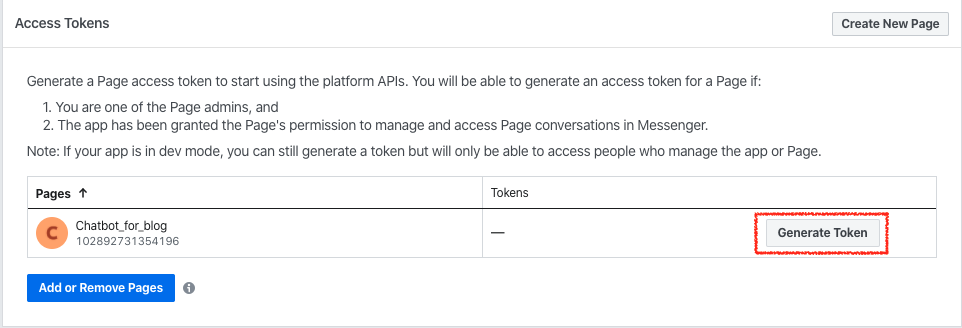 Access Tokens
Create New Page
Generate a Page access token to start using the platform APIs. You will be able to generate an access token for a Page if:
1. You are one of the Page admins, and
2. The app has been granted the Page's permission to manage and access Page conversations in Messenger.
Note: If your app is in dev mode, you can still generate a token but will only be able to access people who manage the app or Page.
Pages ↑
Tokens
C
Chatbot_for_blog
102892731354196
—
Generate Token
Add or Remove Pages